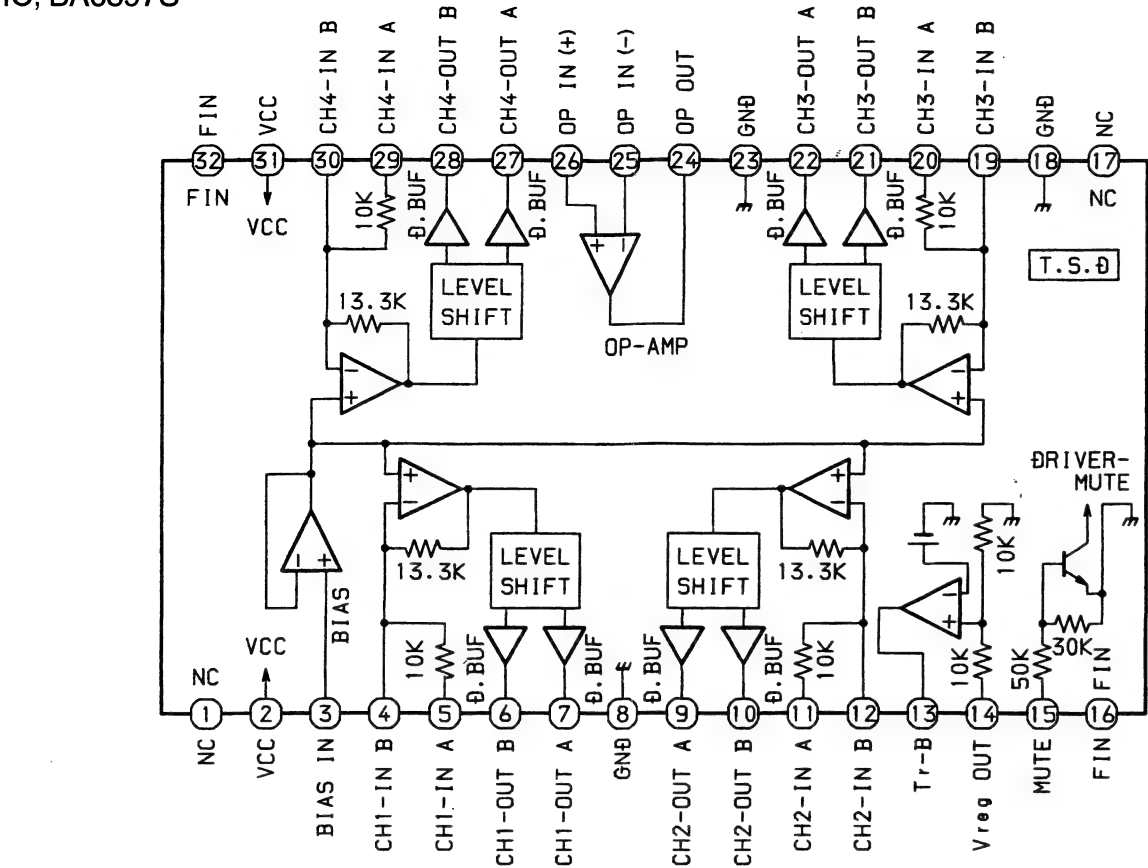 FIN
VCC
CH4-IN B
CH4-IN A
CH4-OUT B
CH4-OUT A
OP IN (+)
OP IN (-)
OP OUT
GND
CH3-OUT A
CH3-OUT B
CH3-IN A
CH3-IN B
GND
NC
32 31 30 29 28 27 26 25 24 23 22 21 20 19 18 17
FIN
VCC
10K
D.BUF
D.BUF
D.BUF
D.BUF
10K
NC
T.S.D
LEVEL
SHIFT
LEVEL
SHIFT
13.3K
13.3K
+ -
OP-AMP
-
+
-
+
DRIVER-
MUTE
+
-
+
-
- +
BIAS
13.3K
LEVEL
SHIFT
LEVEL
SHIFT
13.3K
10K
-
+
30K
VCC
NC
10K
D.BUF
D.BUF
D.BUF
D.BUF
10K
10K
50K
FIN
1 2 3 4 5 6 7 8 9 10 11 12 13 14 15 16
NC
VCC
BIAS IN
CH1-IN B
CH1-IN A
CH1-OUT B
CH1-OUT A
GND
CH2-OUT A
CH2-OUT B
CH2-IN A
CH2-IN B
Tr-B
Vreg OUT
MUTE
FIN